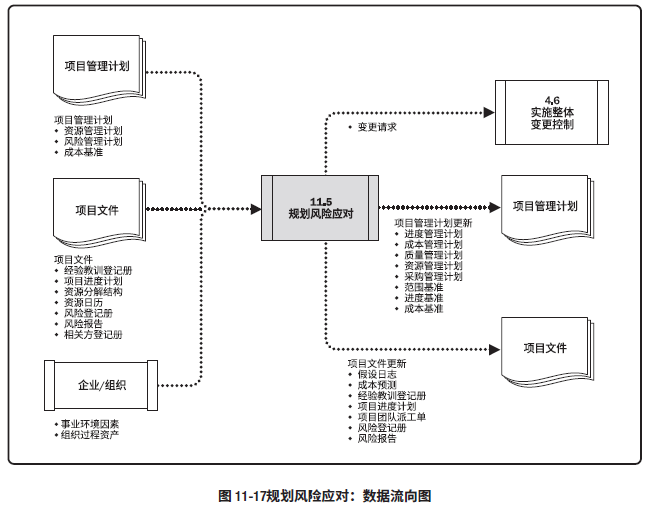 项目管理计划
项目管理计划
• 资源管理计划
• 风险管理计划
• 成本基准
项目文件
项目文件
• 经验教训登记册
• 项目进度计划
• 资源分解结构
• 资源日历
• 风险登记册
• 风险报告
• 相关方登记册
企业/组织
• 事业环境因素
• 组织过程资产
11.5
规划风险应对
• 变更请求
4.6
实施整体
变更控制
项目管理计划
项目管理计划更新
• 进度管理计划
• 成本管理计划
• 质量管理计划
• 资源管理计划
• 采购管理计划
• 范围基准
• 进度基准
• 成本基准
项目文件
项目文件更新
• 假设日志
• 成本预测
• 经验教训登记册
• 项目进度计划
• 项目团队派工单
• 风险登记册
• 风险报告
图 11-17规划风险应对：数据流向图